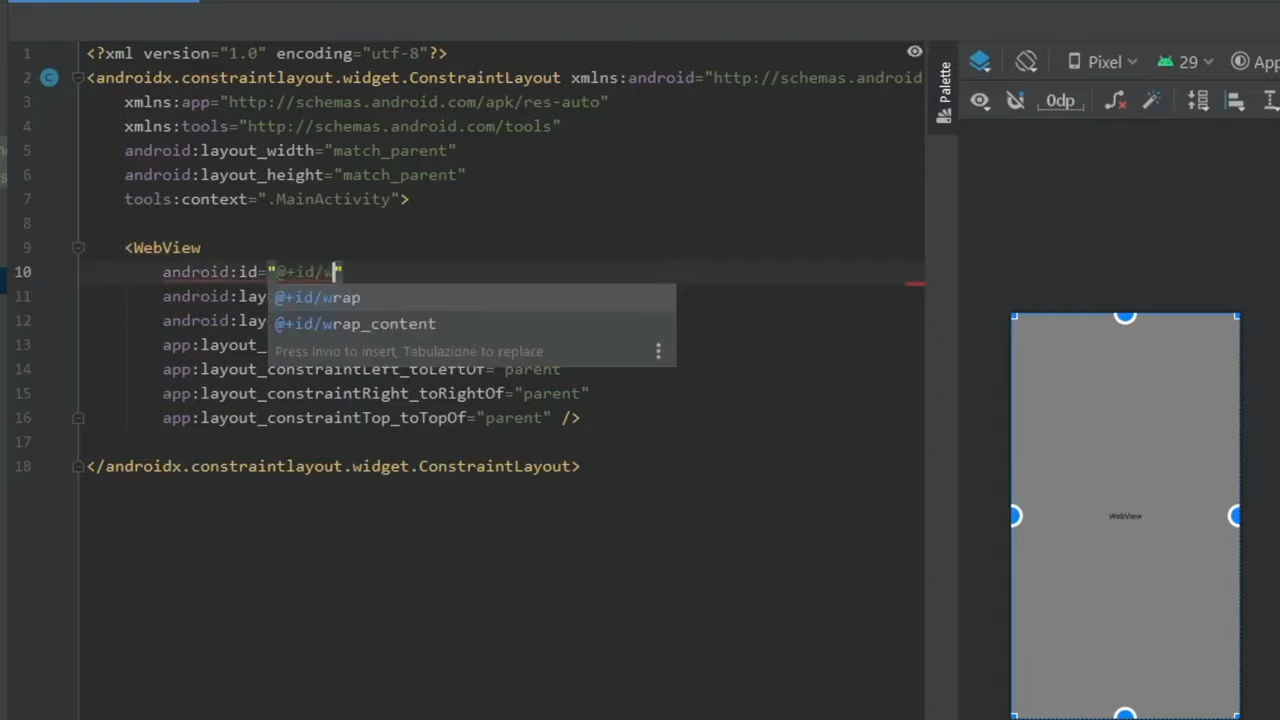 1 <?xml version="1.0" encoding="utf-8"?>
2 <androidx.constraintlayout.widget.ConstraintLayout xmlns:android="http://schemas.android
3 xmlns:app="http://schemas.android.com/apk/res-auto"
4 xmlns:tools="http://schemas.android.com/tools"
5 android:layout_width="match_parent"
6 android:layout_height="match_parent"
7 tools:context=".MainActivity">
8
9 <WebView
10 android:id="@+id/w"
11 android:lay
@+id/wrap
12 android:lay
@+id/wrap_content
13 app:layout_
Press Invio to insert, Tabulazione to replace
14 app:layout_constraintLeft_toLeftOf="parent"
15 app:layout_constraintRight_toRightOf="parent"
16 app:layout_constraintTop_toTopOf="parent" />
17
18 </androidx.constraintlayout.widget.ConstraintLayout>
C
Palette
Pixel
29
App
0dp
WebView